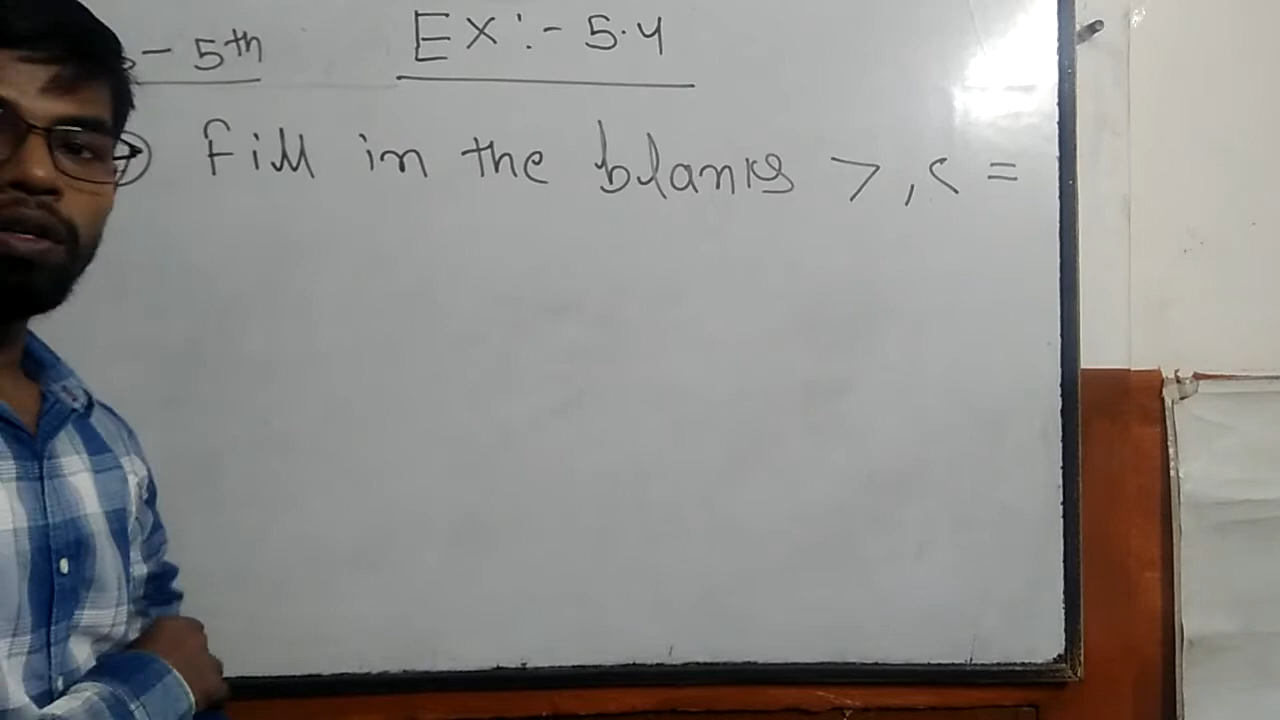 - 5th Ex:- 5.4
Fill in the blanks >, < =